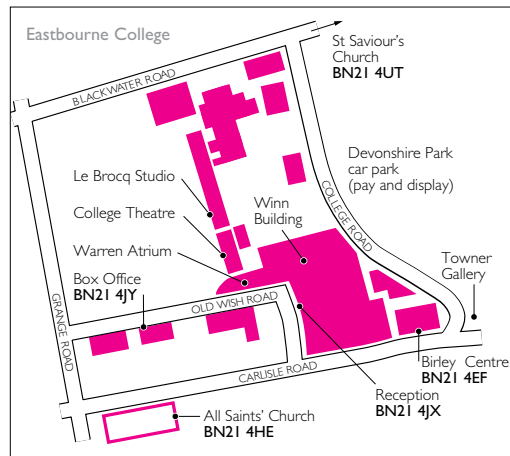 Eastbourne College
St Saviour's
Church
BN21 4UT
BLACKWATER ROAD
Devonshire Park
car park
(pay and display)
Le Brocq Studio
College Theatre
Winn
Building
COLLEGE ROAD
Warren Atrium
Box Office
BN21 4JY
Towner
Gallery
OLD WISH ROAD
GRANGE ROAD
CARLISLE ROAD
Birley Centre
BN21 4EF
Reception
BN21 4JX
All Saints' Church
BN21 4HE